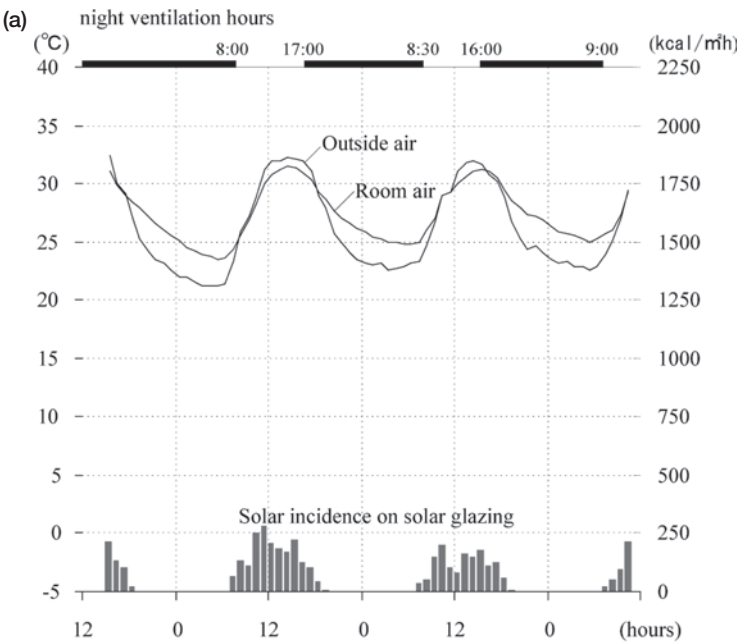 (a)
night ventilation hours
(℃) 8:00 17:00 8:30 16:00 9:00 (kcal/㎡h)
40 2250
35 2000
Outside air
30 1750
Room air
25 1500
20 1250
15 1000
10 750
5 500
Solar incidence on solar glazing
0 250
-5 0
12 0 12 0 12 0 (hours)